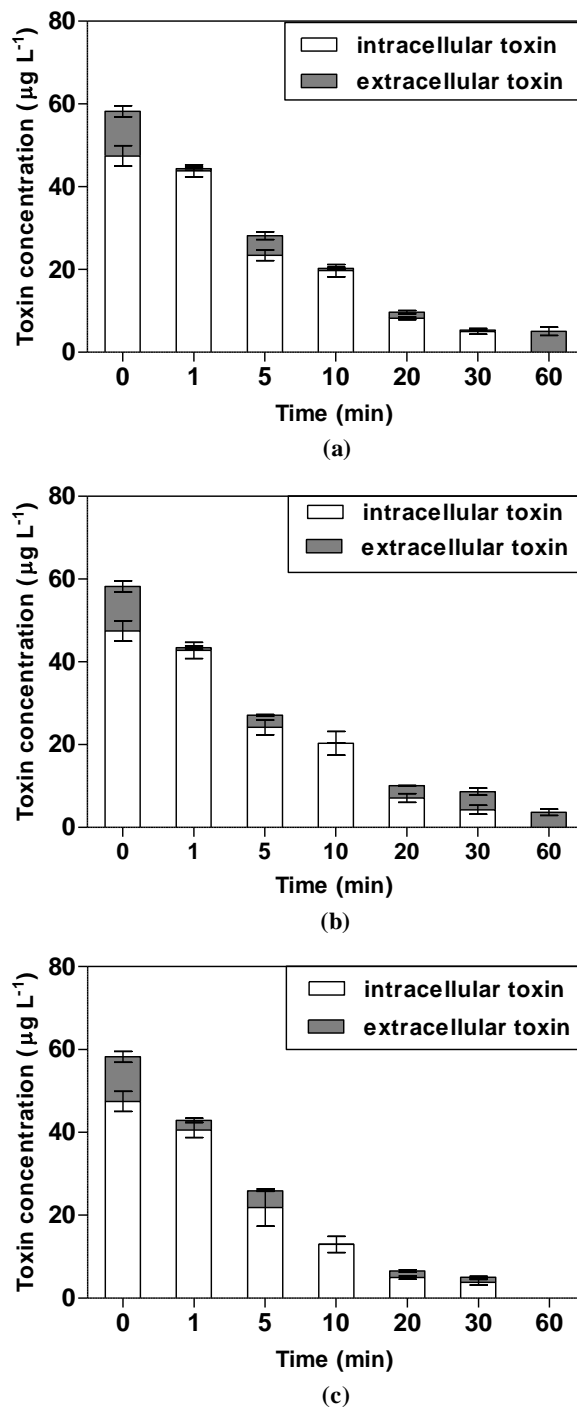 80
60
40
20
0
Toxin concentration (µg L⁻¹)
intracellular toxin
extracellular toxin
0 1 5 10 20 30 60
Time (min)
(a)
80
60
40
20
0
Toxin concentration (µg L⁻¹)
intracellular toxin
extracellular toxin
0 1 5 10 20 30 60
Time (min)
(b)
80
60
40
20
0
Toxin concentration (µg L⁻¹)
intracellular toxin
extracellular toxin
0 1 5 10 20 30 60
Time (min)
(c)